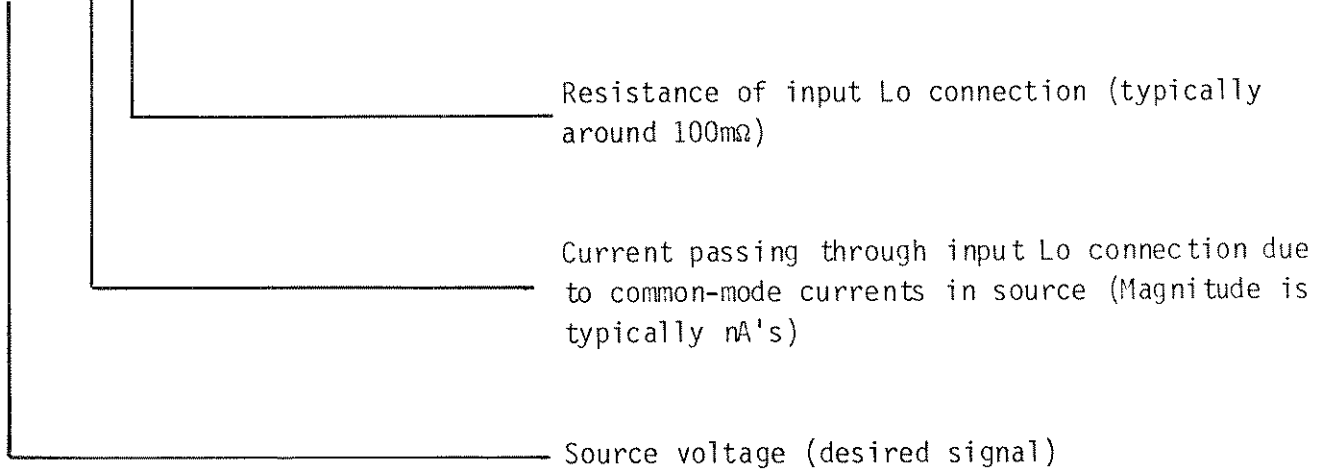 Resistance of input Lo connection (typically
around 100mΩ)
Current passing through input Lo connection due
to common-mode currents in source (Magnitude is
typically nA's)
Source voltage (desired signal)